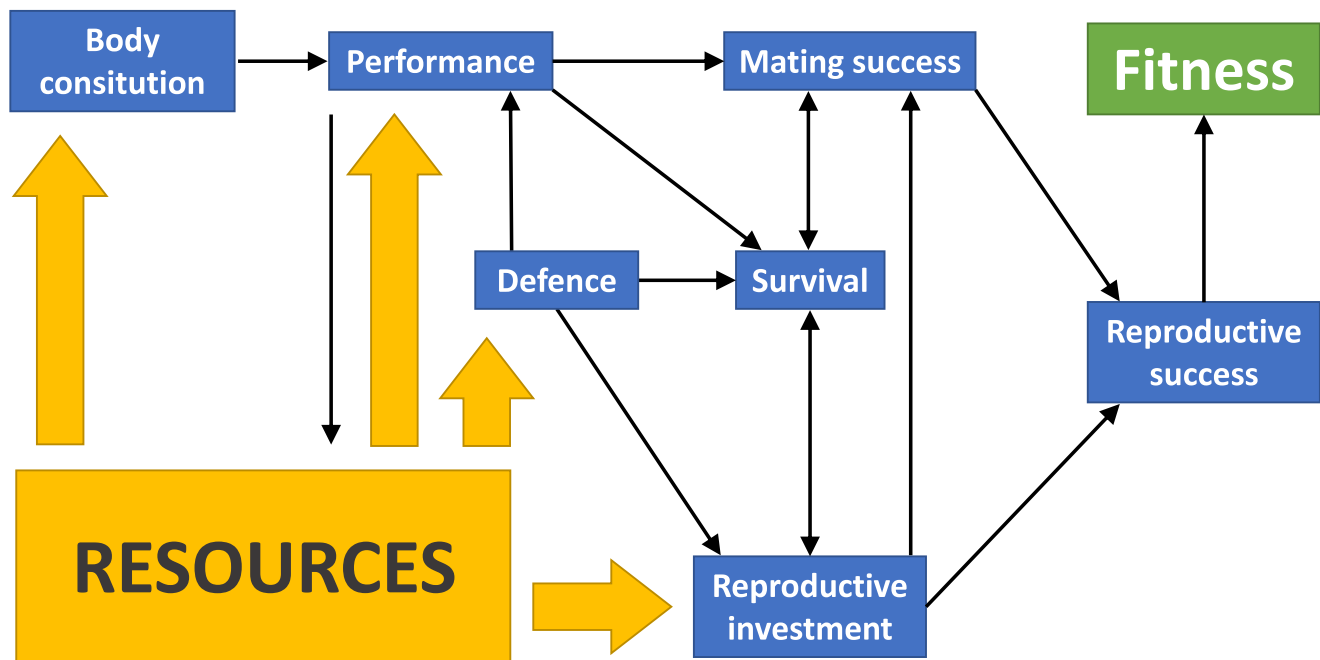 Body
consitution
Performance
Mating success
Fitness
Defence
Survival
Reproductive
success
RESOURCES
Reproductive
investment